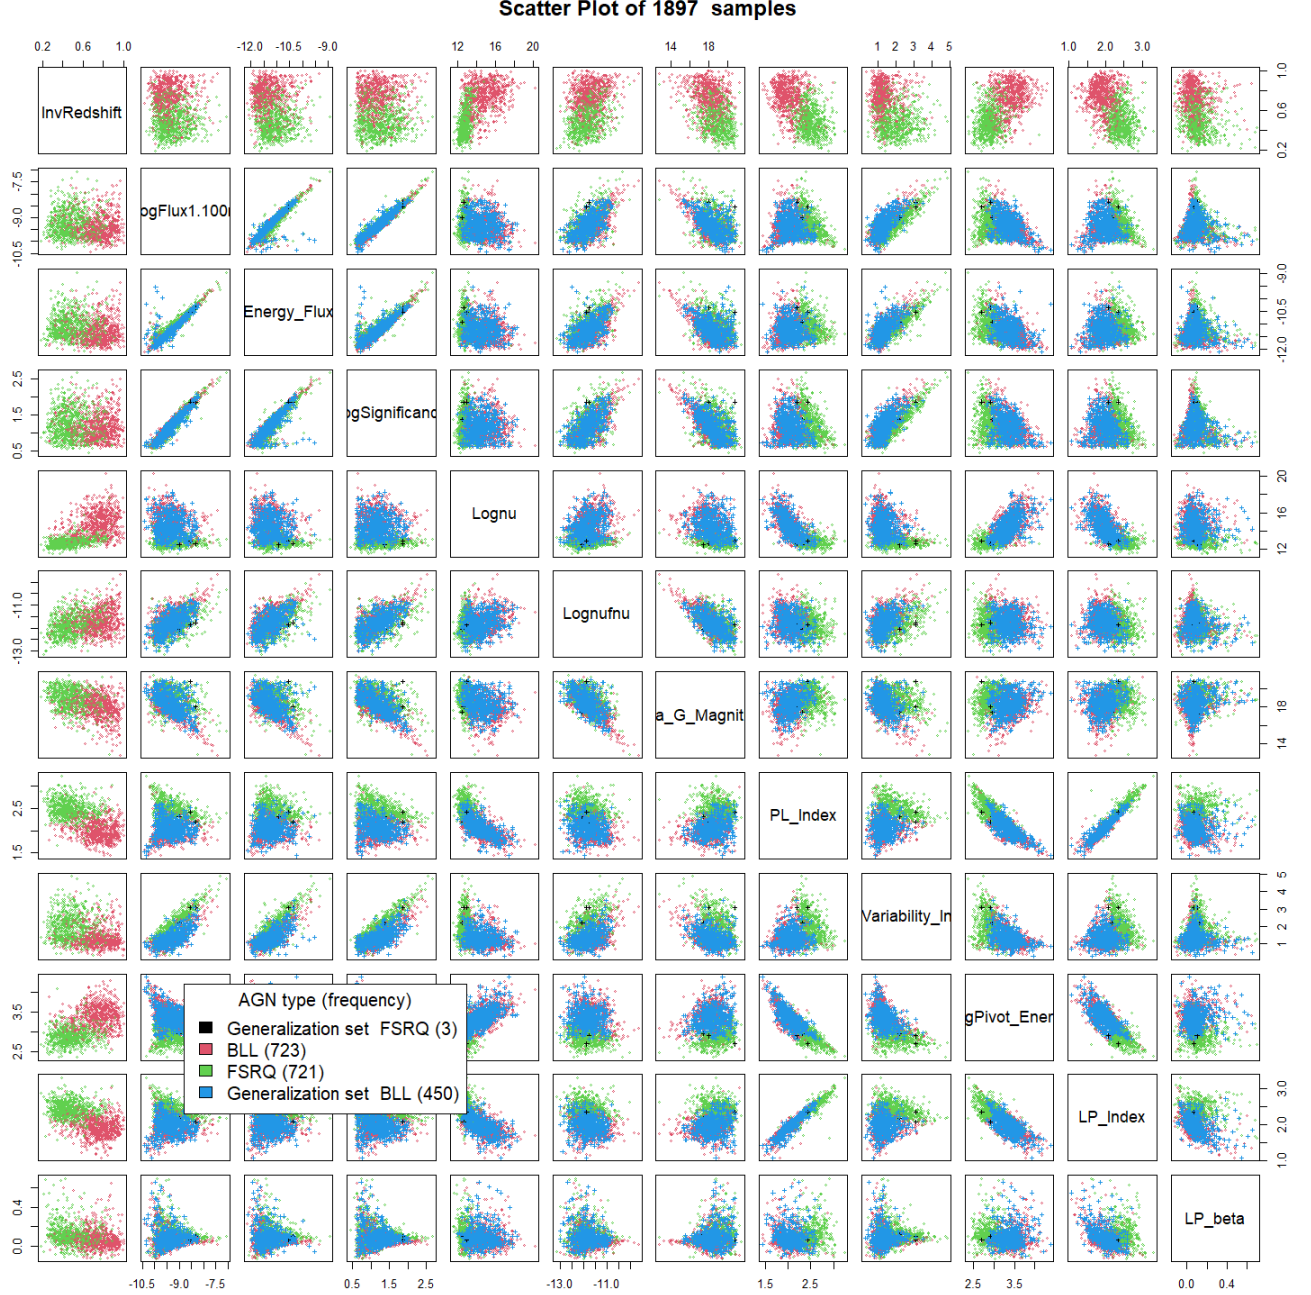 Scatter Plot of 1897 samples
0.2 0.6 1.0 -12.0 -10.5 -9.0 12 14 16 18 20 14 18 1 2 3 4 5 1.0 2.0 3.0
InvRedshift
0.2 0.6 1.0
ogFlux1.100
-10.5 -9.0 -7.5
Energy_Flux
-12.0 -10.5 -9.0
ogSignificanc
0.5 1.5 2.5
Lognu
12 14 16 20
Lognufnu
-13.0 -11.0
a_G_Magnit
14 18
PL_Index
1.5 2.5
Variability_In
1 2 3 4 5
gPivot_Ener
2.5 3.5
AGN type (frequency)
Generalization set FSRQ (3)
BLL (723)
FSRQ (721)
Generalization set BLL (450)
LP_Index
1.0 2.0 3.0
LP_beta
0.0 0.4
-10.5 -9.0 -7.5 0.5 1.5 2.5 -13.0 -11.0 1.5 2.5 2.5 3.5 0.0 0.4